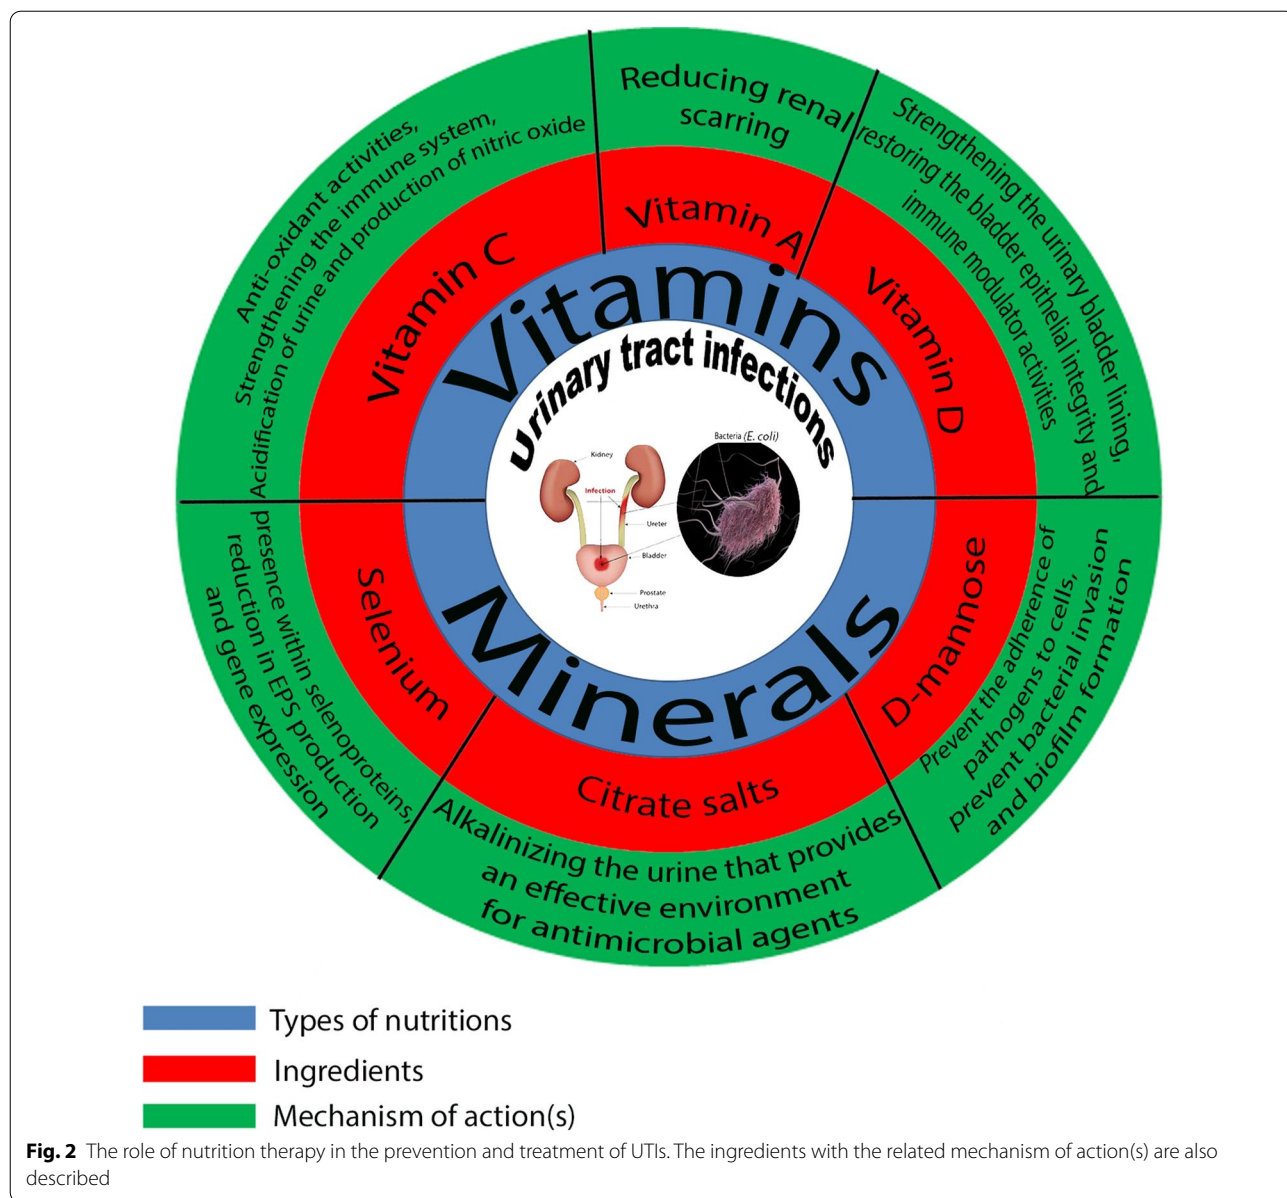 Anti-oxidant activities,
Strengthening the immune system,
Acidification of urine and production of nitric oxide
Reducing renal
scarring
Strengthening the urinary bladder lining,
restoring the bladder epithelial integrity and
immune modulator activities
Vitamin C
Vitamin A
Vitamin D
Vitamins
Urinary tract infections
Bacteria (E. coli)
Kidney
Infection
Ureter
Bladder
Prostate
Urethra
Minerals
Selenium
Citrate salts
D-mannose
presence within selenoproteins,
reduction in EPS production
and gene expression
Alkalinizing the urine that provides
an effective environment
for antimicrobial agents
Prevent the adherence of
pathogens to cells,
prevent bacterial invasion
and biofilm formation
Types of nutritions
Ingredients
Mechanism of action(s)
Fig. 2 The role of nutrition therapy in the prevention and treatment of UTIs. The ingredients with the related mechanism of action(s) are also
described